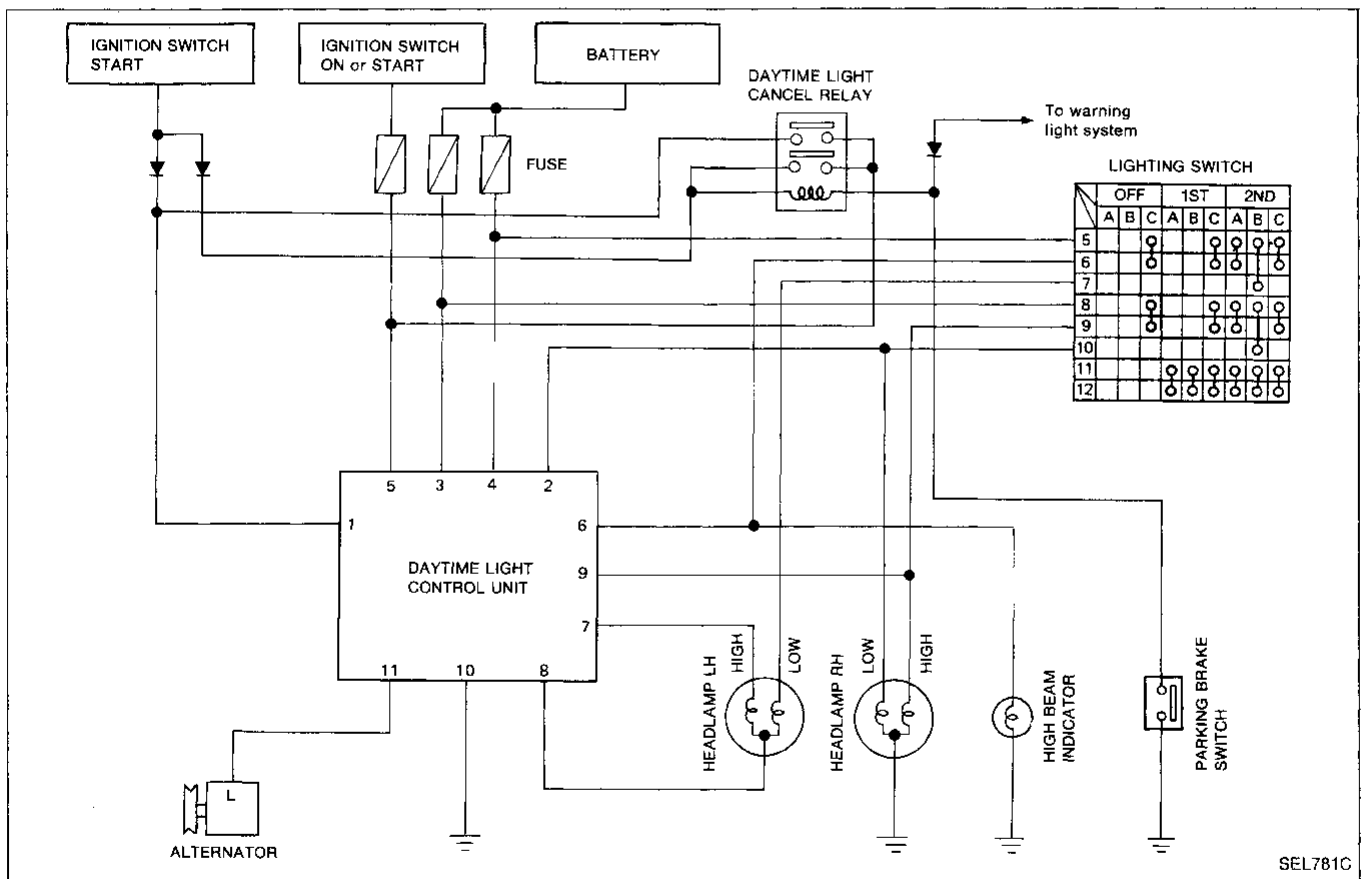 IGNITION SWITCH
START
IGNITION SWITCH
ON or START
BATTERY
DAYTIME LIGHT
CANCEL RELAY
To warning
light system
FUSE
LIGHTING SWITCH
OFF 1ST 2ND
A B C A B C A B C
5
6
7
8
9
10
11
12
5 3 4 2
1
6
DAYTIME LIGHT
CONTROL UNIT
9
7
11 10 8
HEADLAMP LH
HIGH
LOW
HEADLAMP RH
LOW
HIGH
HIGH BEAM
INDICATOR
PARKING BRAKE
SWITCH
L
ALTERNATOR
SEL781C